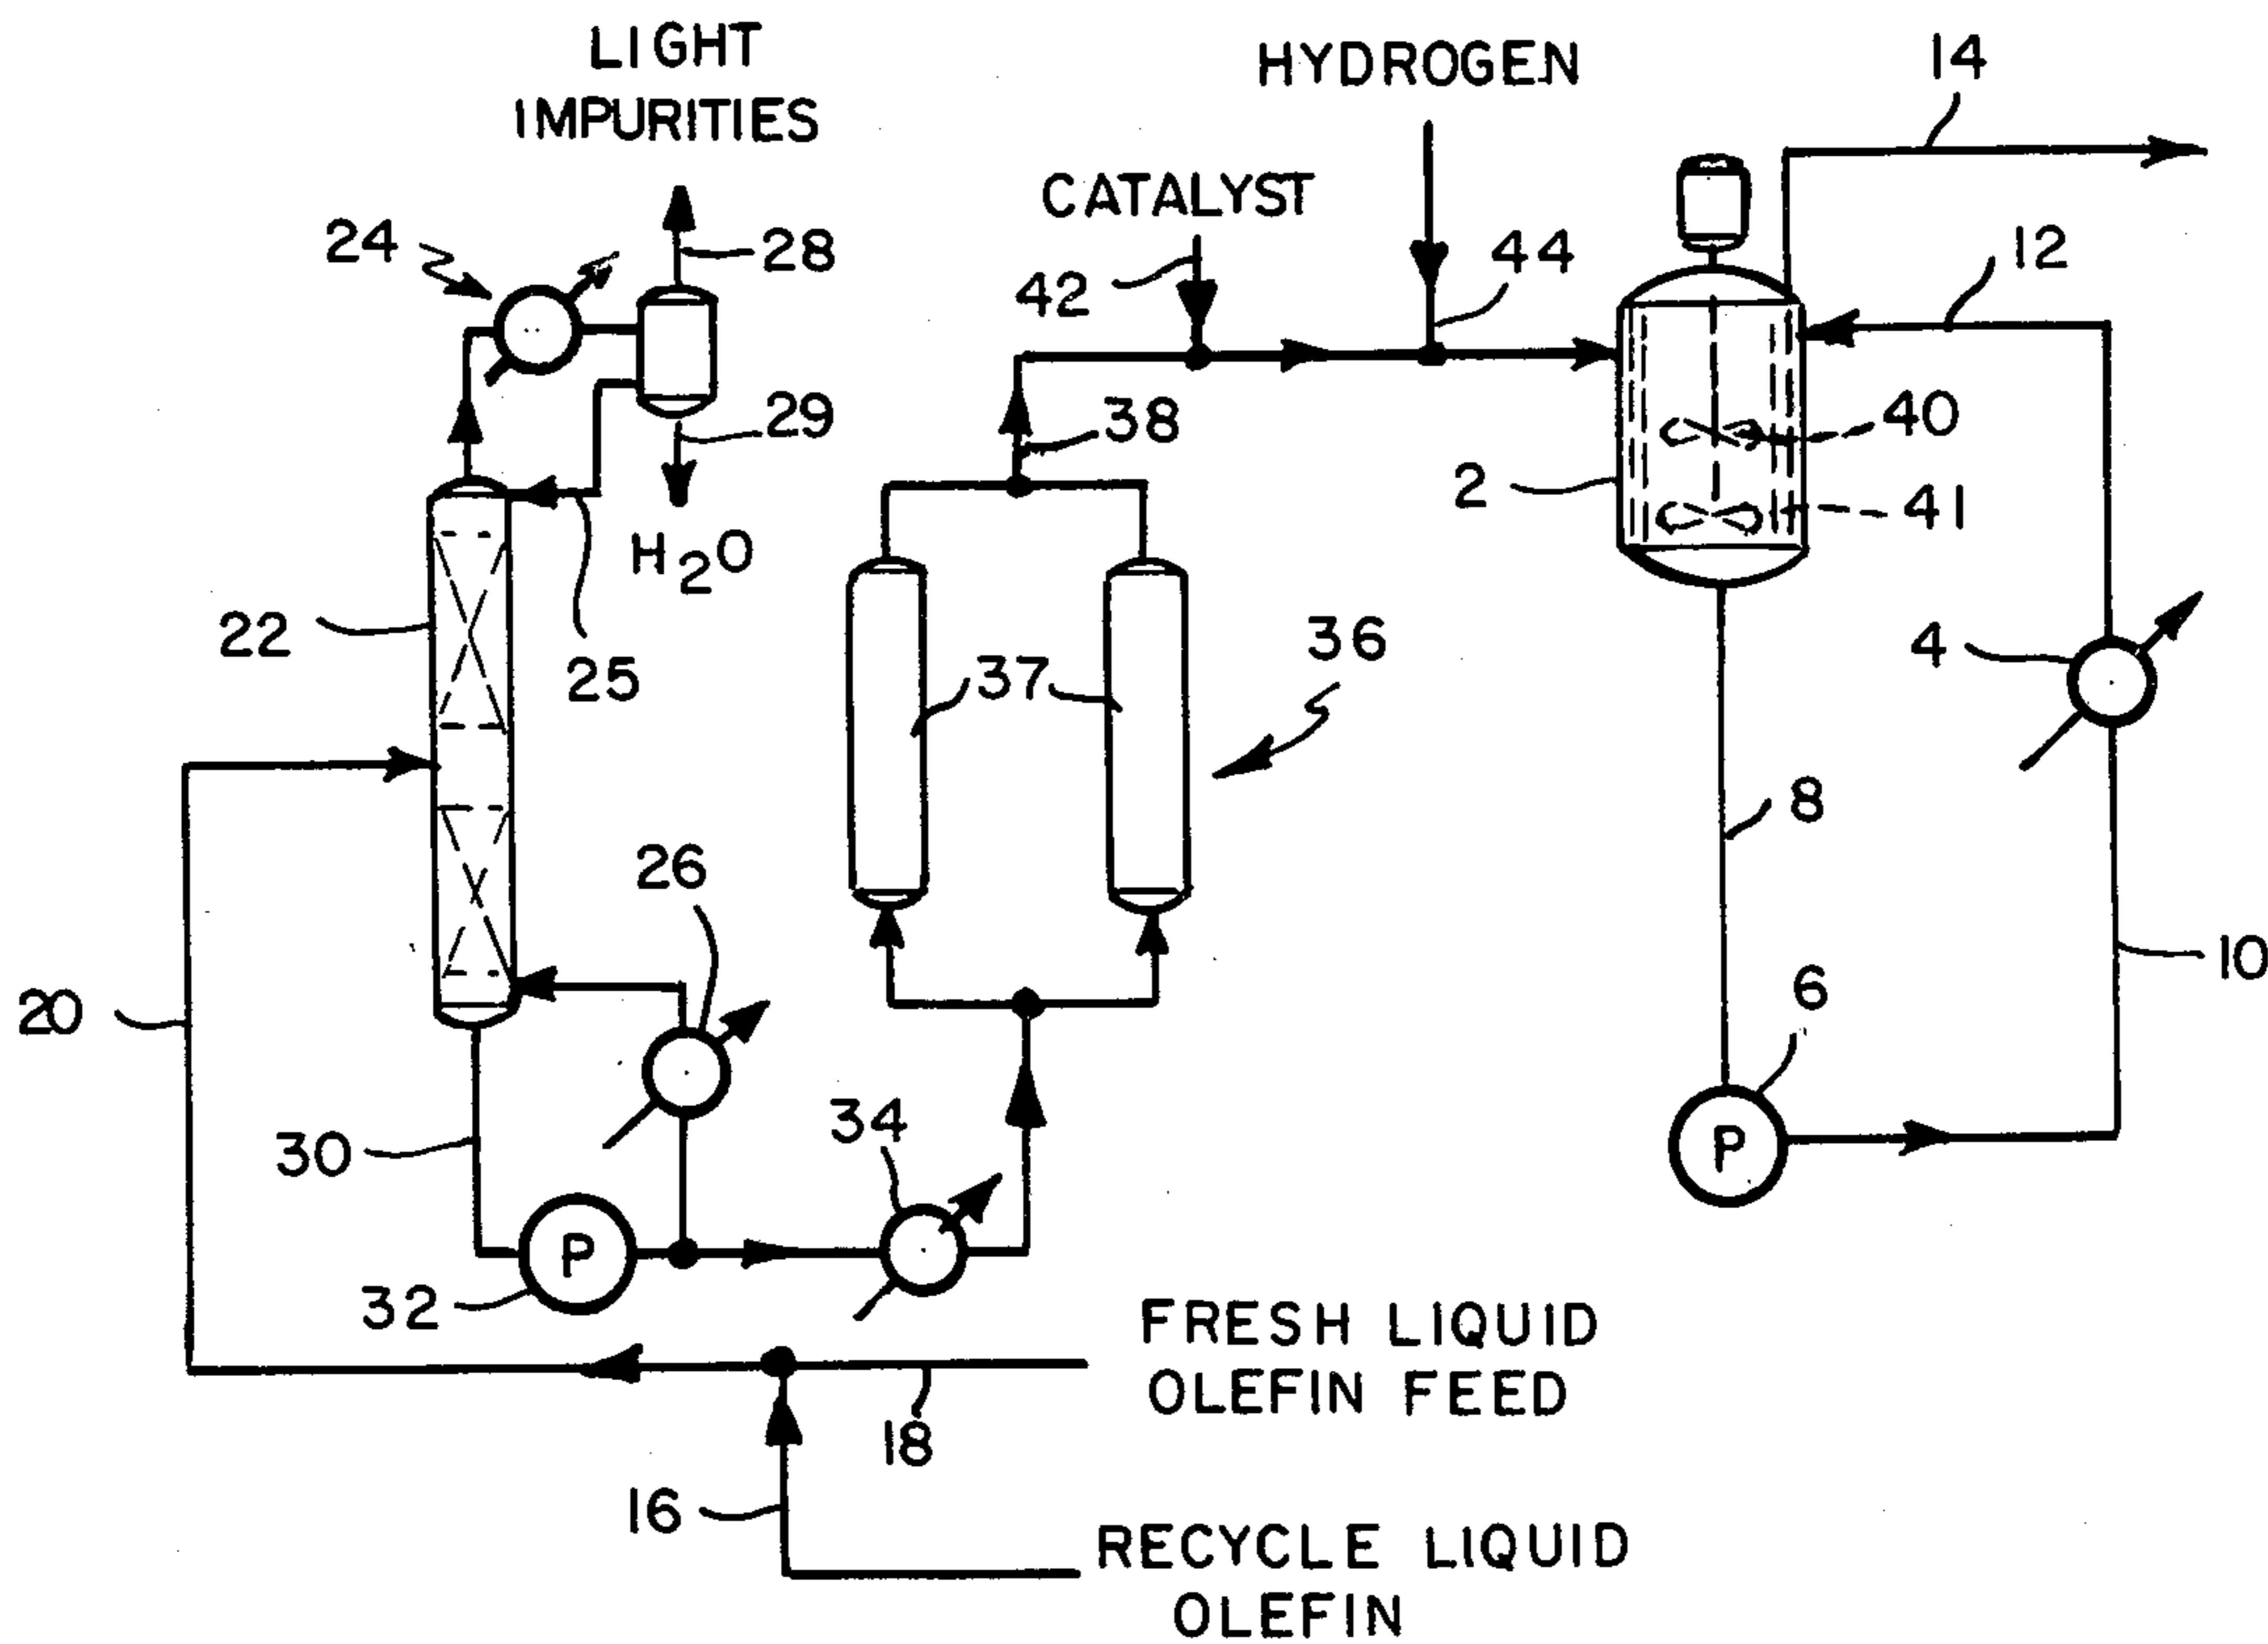 LIGHT
IMPURITIES
HYDROGEN
14
CATALYST
24
28
42
44
12
29
38
40
2
41
H2O
22
25
37
36
4
8
26
20
6
10
34
30
P
P
32
FRESH LIQUID
OLEFIN FEED
18
16
RECYCLE LIQUID
OLEFIN